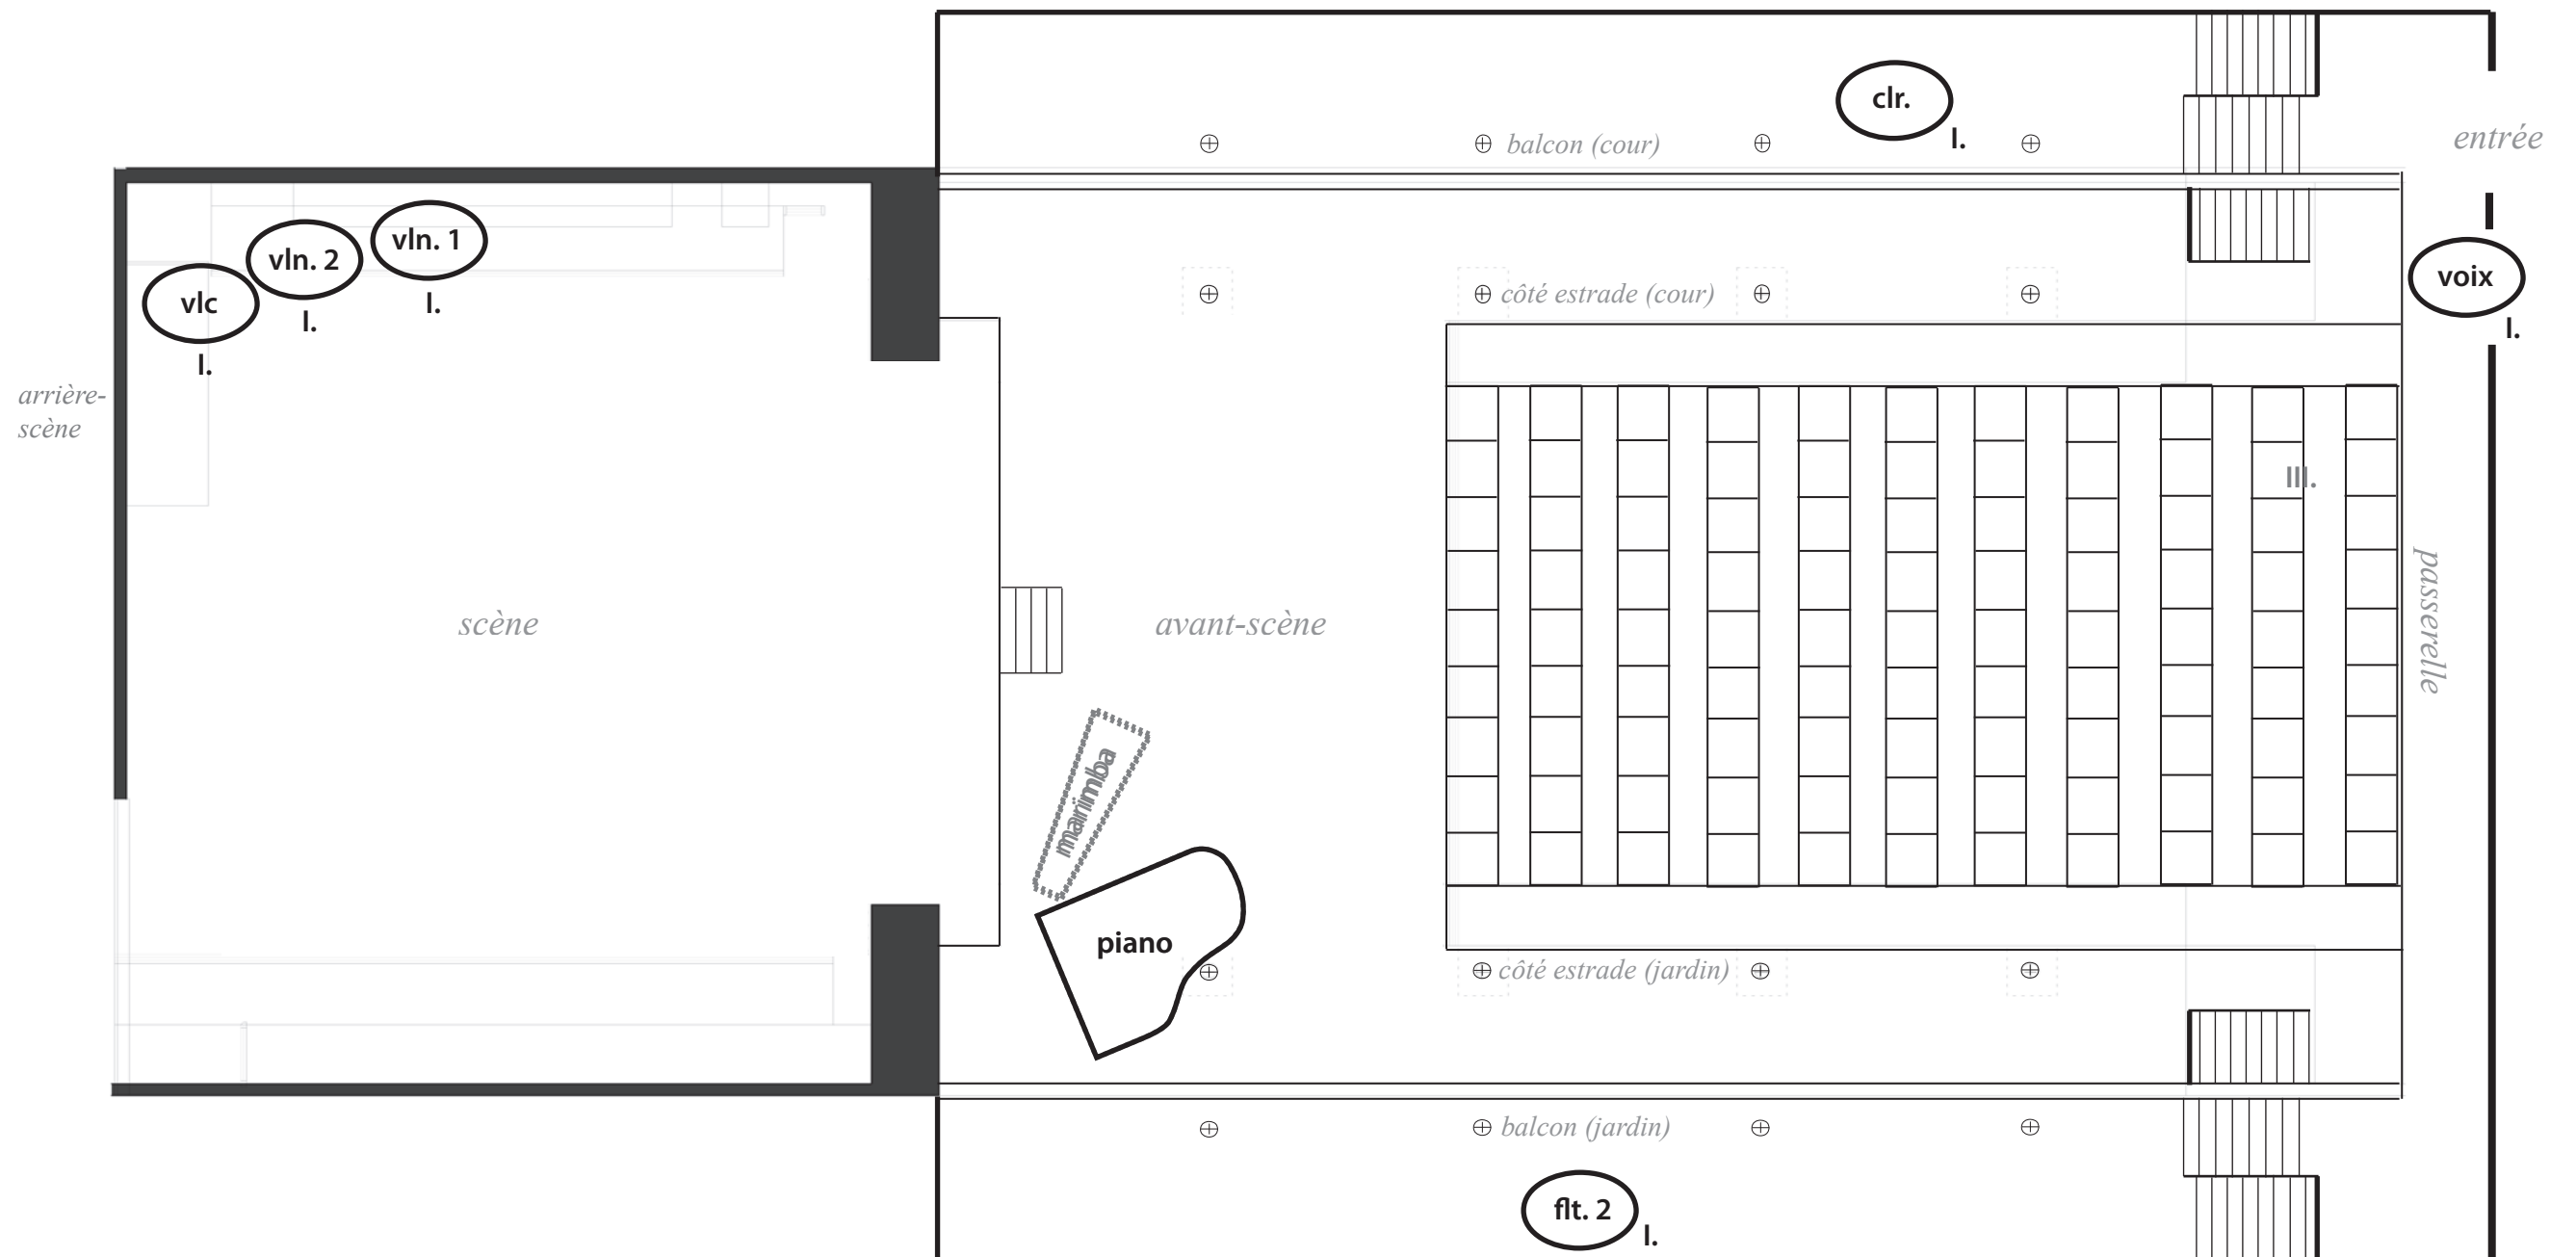 clr.
I.
balcon (cour)
entrée
vln. 1
I.
vln. 2
I.
vlc
I.
voix
I.
côté estrade (cour)
arrière-
scène
III.
scène
avant-scène
passerelle
marimba
piano
côté estrade (jardin)
balcon (jardin)
flt. 2
I.